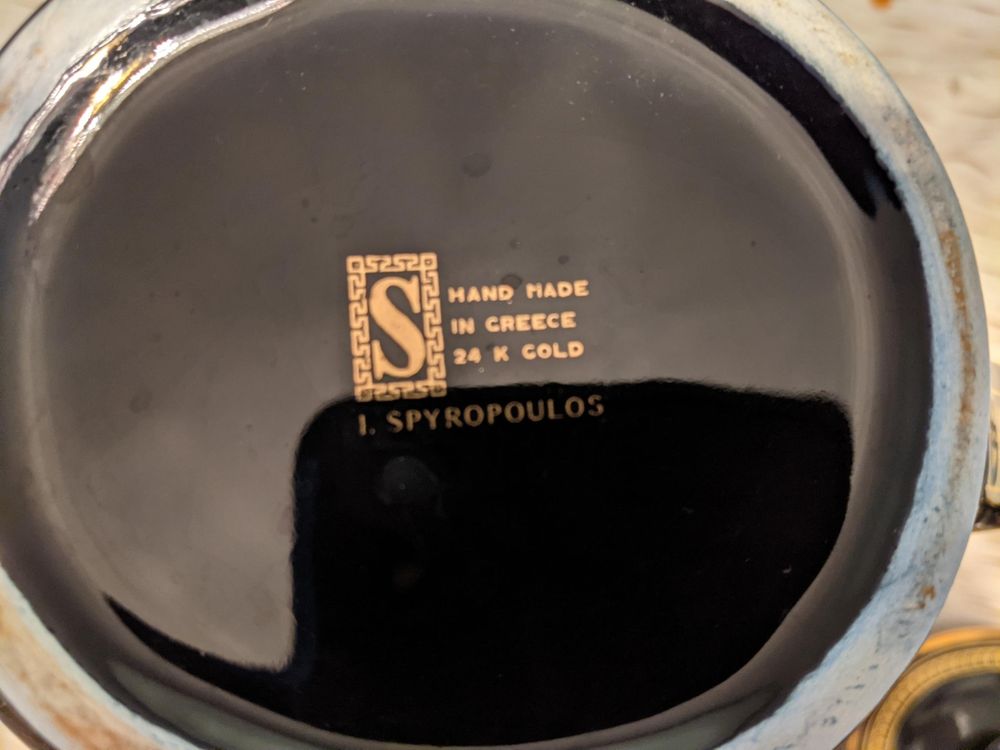 S
HAND MADE
IN GREECE
24 K GOLD
I. SPYROPOULOS